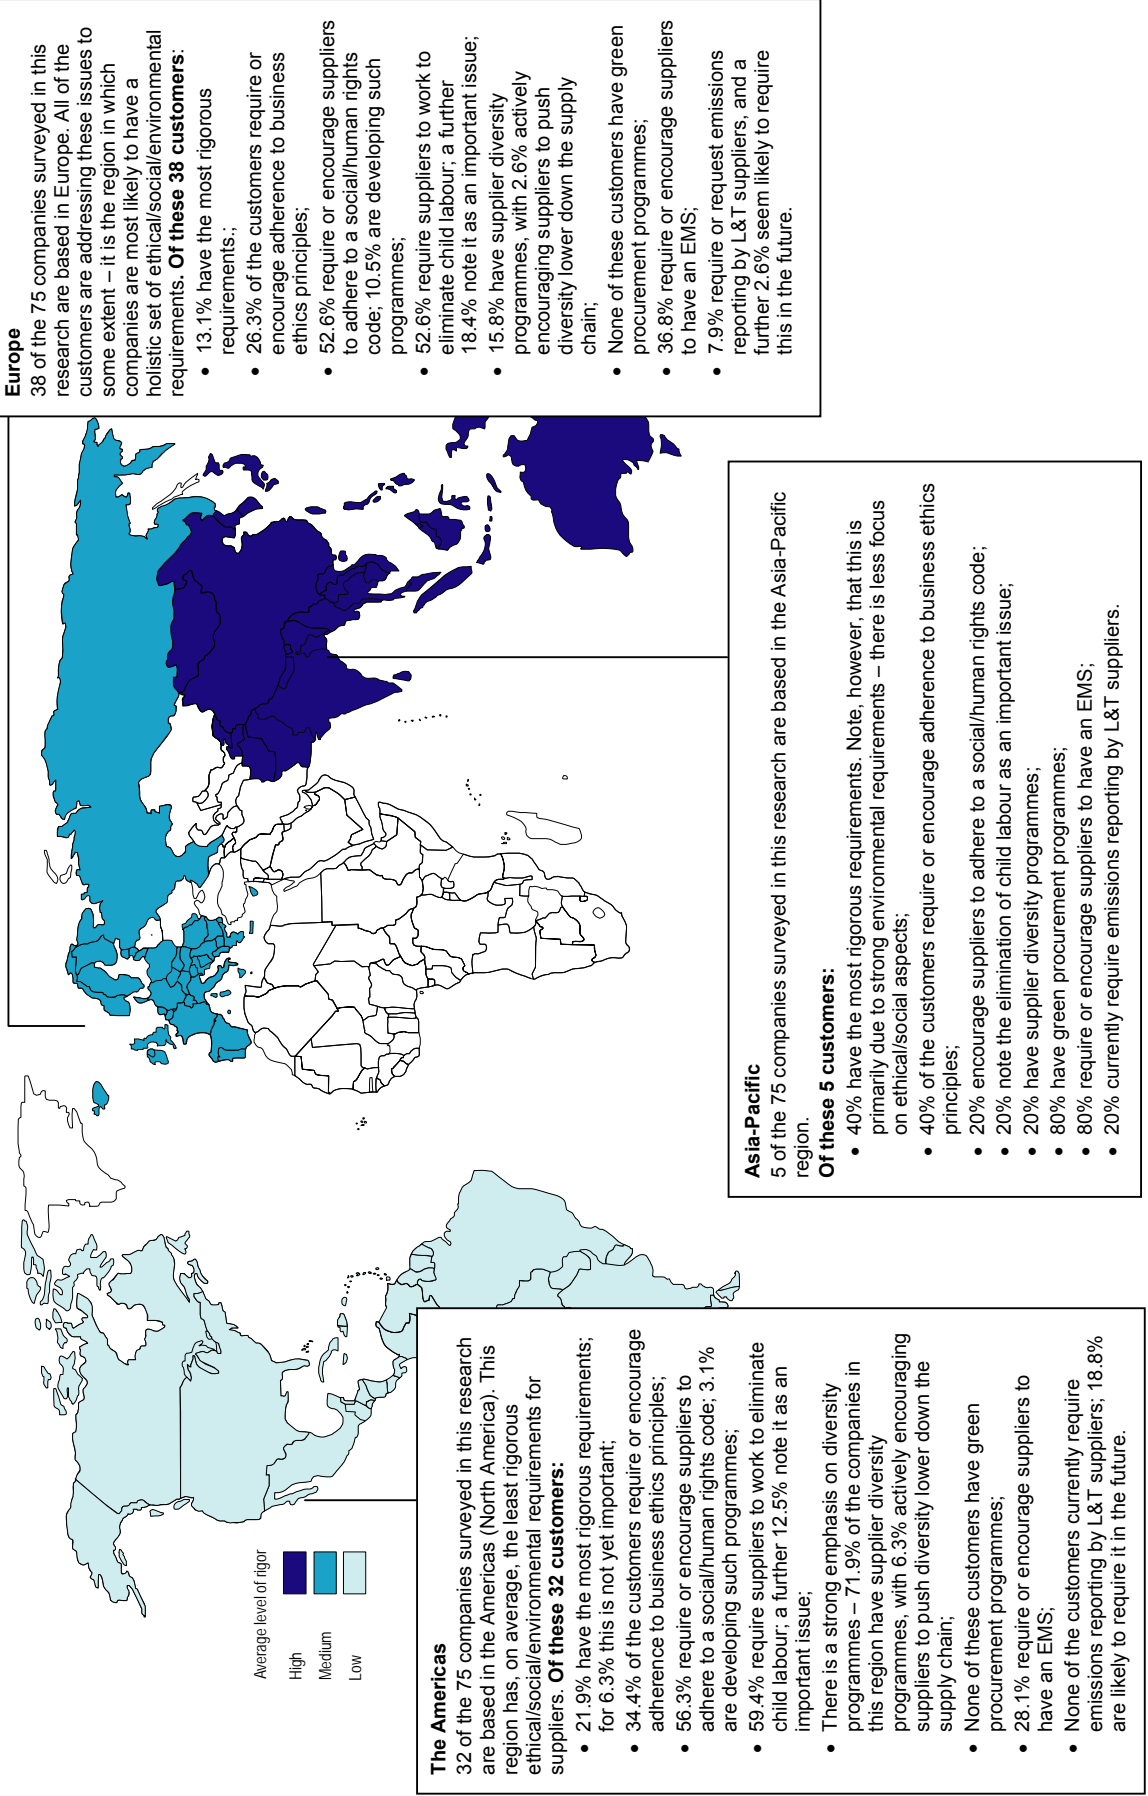 Europe
38 of the 75 companies surveyed in this
research are based in Europe. All of the
customers are addressing these issues to
some extent – it is the region in which
companies are most likely to have a
holistic set of ethical/social/environmental
requirements. Of these 38 customers:
• 13.1% have the most rigorous
requirements.;
• 26.3% of the customers require or
encourage adherence to business
ethics principles;
• 52.6% require or encourage suppliers
to adhere to a social/human rights
code; 10.5% are developing such
programmes;
• 52.6% require suppliers to work to
eliminate child labour; a further
18.4% note it as an important issue;
• 15.8% have supplier diversity
programmes, with 2.6% actively
encouraging suppliers to push
diversity lower down the supply
chain;
• None of these customers have green
procurement programmes;
• 36.8% require or encourage suppliers
to have an EMS;
• 7.9% require or request emissions
reporting by L&T suppliers, and a
further 2.6% seem likely to require
this in the future.
Average level of rigor
High
Medium
Low
The Americas
32 of the 75 companies surveyed in this research
are based in the Americas (North America). This
region has, on average, the least rigorous
ethical/social/environmental requirements for
suppliers. Of these 32 customers:
• 21.9% have the most rigorous requirements;
for 6.3% this is not yet important;
• 34.4% of the customers require or encourage
adherence to business ethics principles;
• 56.3% require or encourage suppliers to
adhere to a social/human rights code; 3.1%
are developing such programmes;
• 59.4% require suppliers to work to eliminate
child labour; a further 12.5% note it as an
important issue;
• There is a strong emphasis on diversity
programmes – 71.9% of the companies in
this region have supplier diversity
programmes, with 6.3% actively encouraging
suppliers to push diversity lower down the
supply chain;
• None of these customers have green
procurement programmes;
• 28.1% require or encourage suppliers to
have an EMS;
• None of the customers currently require
emissions reporting by L&T suppliers; 18.8%
are likely to require it in the future.
Asia-Pacific
5 of the 75 companies surveyed in this research are based in the Asia-Pacific
region.
Of these 5 customers:
• 40% have the most rigorous requirements. Note, however, that this is
primarily due to strong environmental requirements – there is less focus
on ethical/social aspects;
• 40% of the customers require or encourage adherence to business ethics
principles;
• 20% encourage suppliers to adhere to a social/human rights code;
• 20% note the elimination of child labour as an important issue;
• 20% have supplier diversity programmes;
• 80% have green procurement programmes;
• 80% require or encourage suppliers to have an EMS;
• 20% currently require emissions reporting by L&T suppliers.